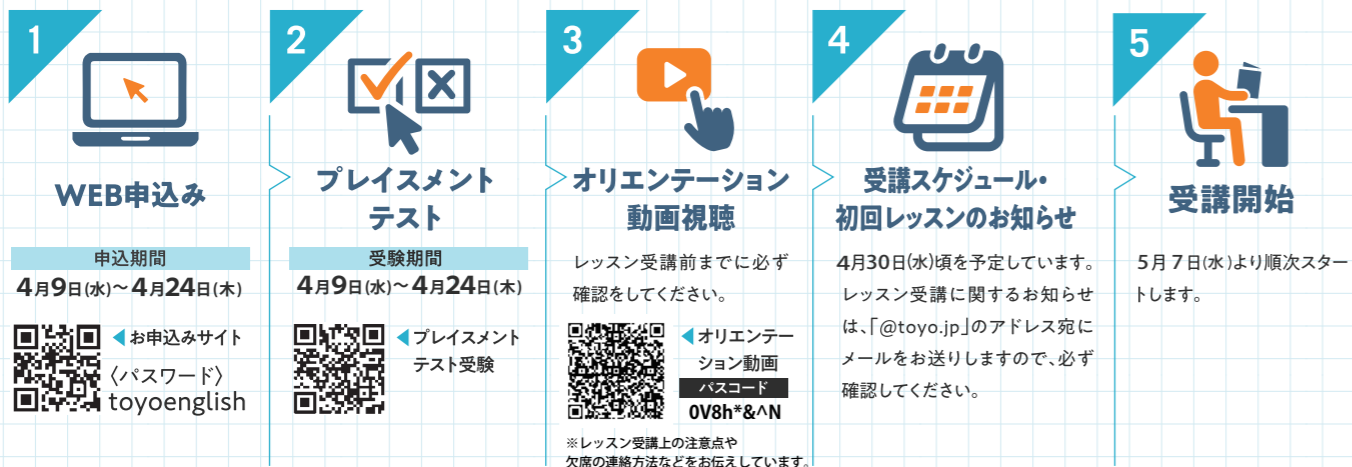 1
WEB申込み
申込期間
4月9日(水)～4月24日(木)
お申込みサイト
〈パスワード〉
toyoenglish
2
プレイスメント
テスト
受験期間
4月9日(水)～4月24日(木)
プレイスメント
テスト受験
3
オリエンテーション
動画視聴
レッスン受講前までに必ず
確認をしてください。
オリエンテー
ション動画
パスコード
0V8h*&^N
※レッスン受講上の注意点や
欠席の連絡方法などをお伝えしています。
4
受講スケジュール・
初回レッスンのお知らせ
4月30日(水)頃を予定しています。
レッスン受講に関するお知らせ
は、「@toyo.jp」のアドレス宛に
メールをお送りしますので、必ず
確認してください。
5
受講開始
5月7日(水)より順次スター
トします。